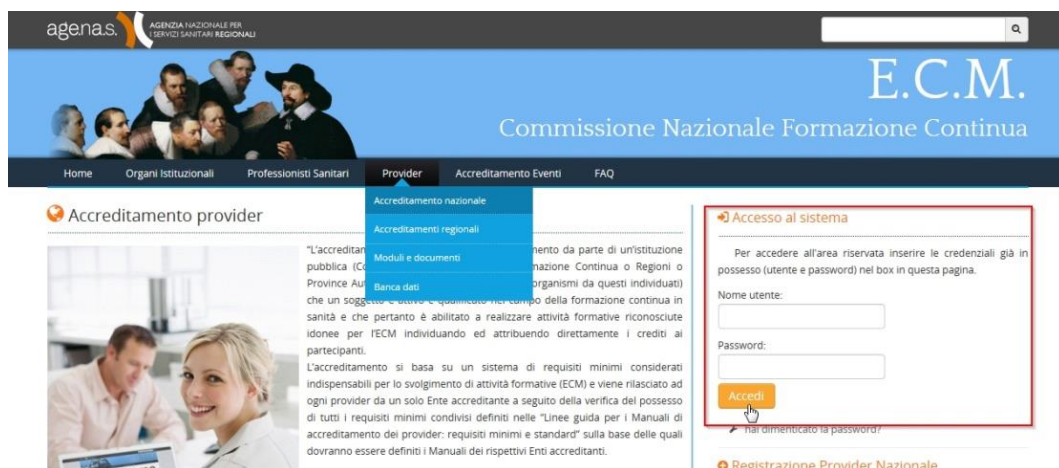 agenas.
AGENZIA NAZIONALE PER
I SERVIZI SANITARI REGIONALI
E.C.M.
Commissione Nazionale Formazione Continua
Home Organi Istituzionali Professionisti Sanitari Provider Accreditamento Eventi FAQ
Accreditamento nazionale
Accreditamenti regionali
Moduli e documenti
Banca dati
Accreditamento provider
"L'accreditam mento da parte di un'istituzione
pubblica (Co mazione Continua o Regioni o
Province Aut organismi da questi individuati)
che un sogg campo della formazione continua in
sanità e che pertanto è abilitato a realizzare attività formative riconosciute
idonee per l'ECM individuando ed attribuendo direttamente i crediti ai
partecipanti.
L'accreditamento si basa su un sistema di requisiti minimi considerati
indispensabili per lo svolgimento di attività formative (ECM) e viene rilasciato ad
ogni provider da un solo Ente accreditante a seguito della verifica del possesso
di tutti i requisiti minimi condivisi definiti nelle "Linee guida per i Manuali di
accreditamento dei provider: requisiti minimi e standard" sulla base delle quali
dovranno essere definiti i Manuali dei rispettivi Enti accreditanti.
Accesso al sistema
Per accedere all'area riservata inserire le credenziali già in
possesso (utente e password) nel box in questa pagina.
Nome utente:
Password:
Accedi
hai dimenticato la password?
Registrazione Provider Nazionale